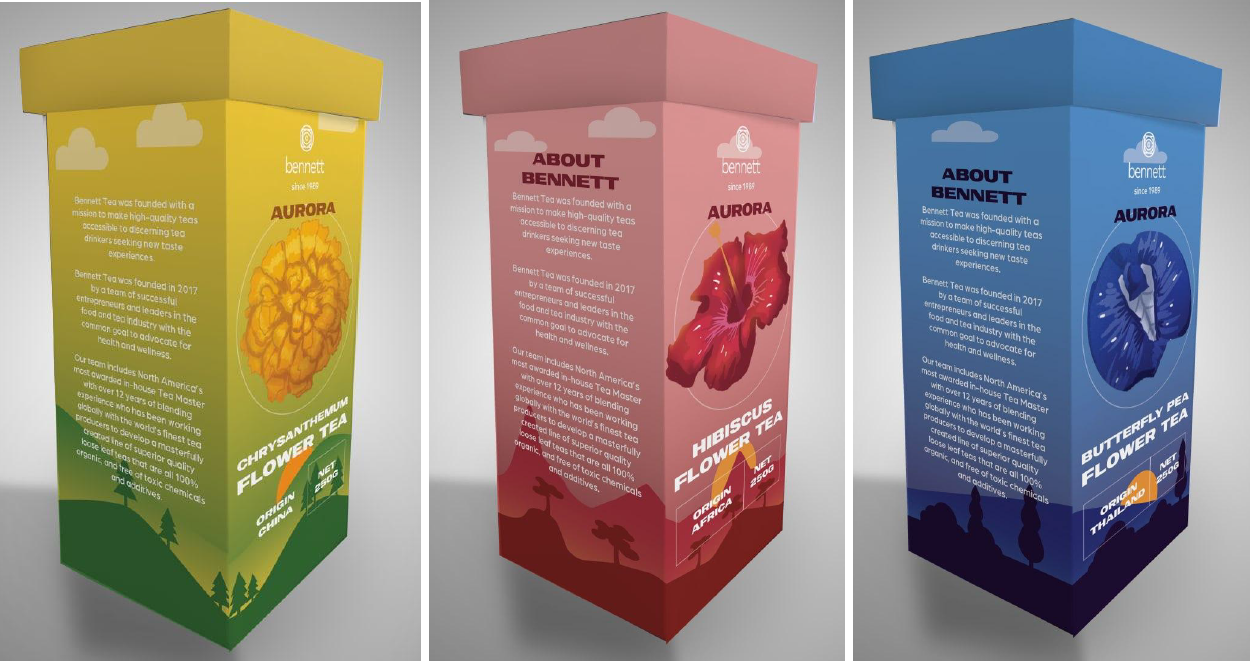 Bennett Tea was founded with a
mission to make high-quality teas
accessible to discerning tea
drinkers seeking new taste
experiences.
Bennett Tea was founded in 2017
by a team of successful
entrepreneurs and leaders in the
food and tea industry with the
common goal to advocate for
health and wellness.
Our team includes North America's
most awarded in-house Tea Master
with over 12 years of blending
experience who has been working
globally with the world's finest tea
producers to develop a masterfully
created line of superior quality
loose leaf teas that are all 100%
organic, and free of toxic chemicals
and additives.
bennett
since 1989
AURORA
CHRYSANTHEMUM
FLOWER TEA
ORIGIN
CHINA
NET
250G
ABOUT
BENNETT
Bennett Tea was founded with a
mission to make high-quality teas
accessible to discerning tea
drinkers seeking new taste
experiences.
Bennett Tea was founded in 2017
by a team of successful
entrepreneurs and leaders in the
food and tea industry with the
common goal to advocate for
health and wellness.
Our team includes North America's
most awarded in-house Tea Master
with over 12 years of blending
experience who has been working
globally with the world's finest tea
producers to develop a masterfully
created line of superior quality
loose leaf teas that are all 100%
organic, and free of toxic chemicals
and additives.
bennett
since 1989
AURORA
HIBISCUS
FLOWER TEA
ORIGIN
AFRICA
NET
250G
ABOUT
BENNETT
Bennett Tea was founded with a
mission to make high-quality teas
accessible to discerning tea
drinkers seeking new taste
experiences.
Bennett Tea was founded in 2017
by a team of successful
entrepreneurs and leaders in the
food and tea industry with the
common goal to advocate for
health and wellness.
Our team includes North America's
most awarded in-house Tea Master
with over 12 years of blending
experience who has been working
globally with the world's finest tea
producers to develop a masterfully
created line of superior quality
loose leaf teas that are all 100%
organic, and free of toxic chemicals
and additives.
bennett
since 1989
AURORA
BUTTERFLY PEA
FLOWER TEA
ORIGIN
THAILAND
NET
250G